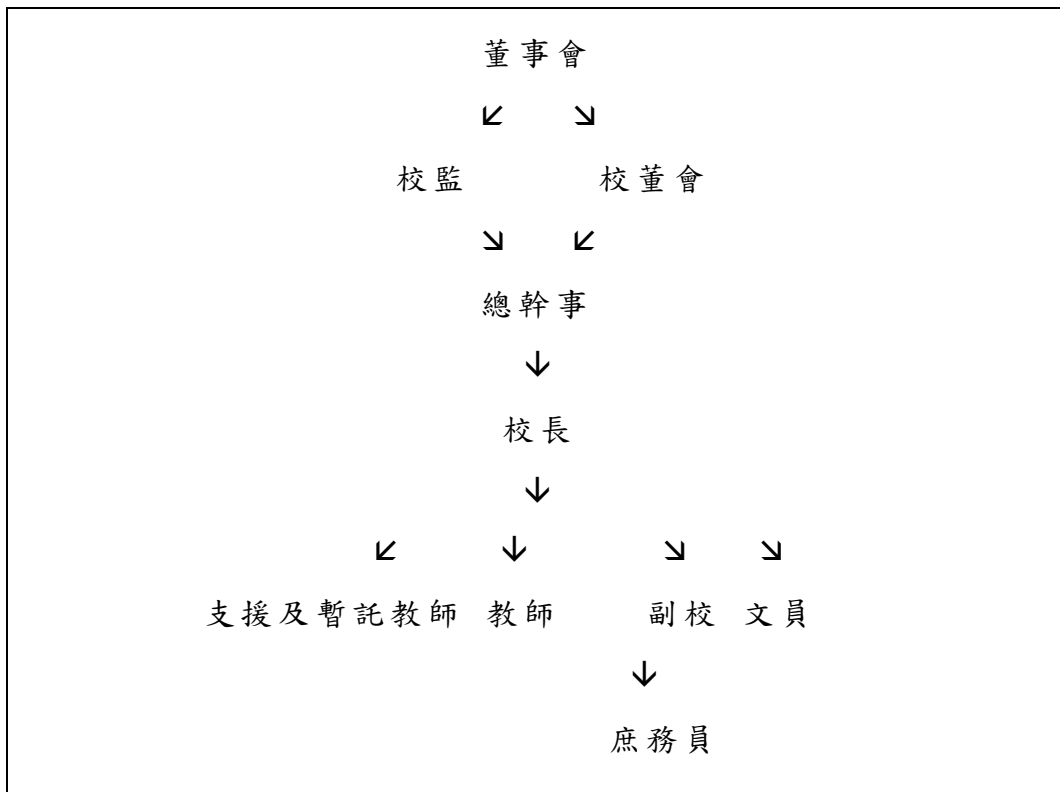 董事會
↙ ↘
校監 校董會
↘ ↙
總幹事
↓
校長
↓
↙ ↓ ↘ ↘
支援及暫託教師 教師 副校 文員
↓
庶務員